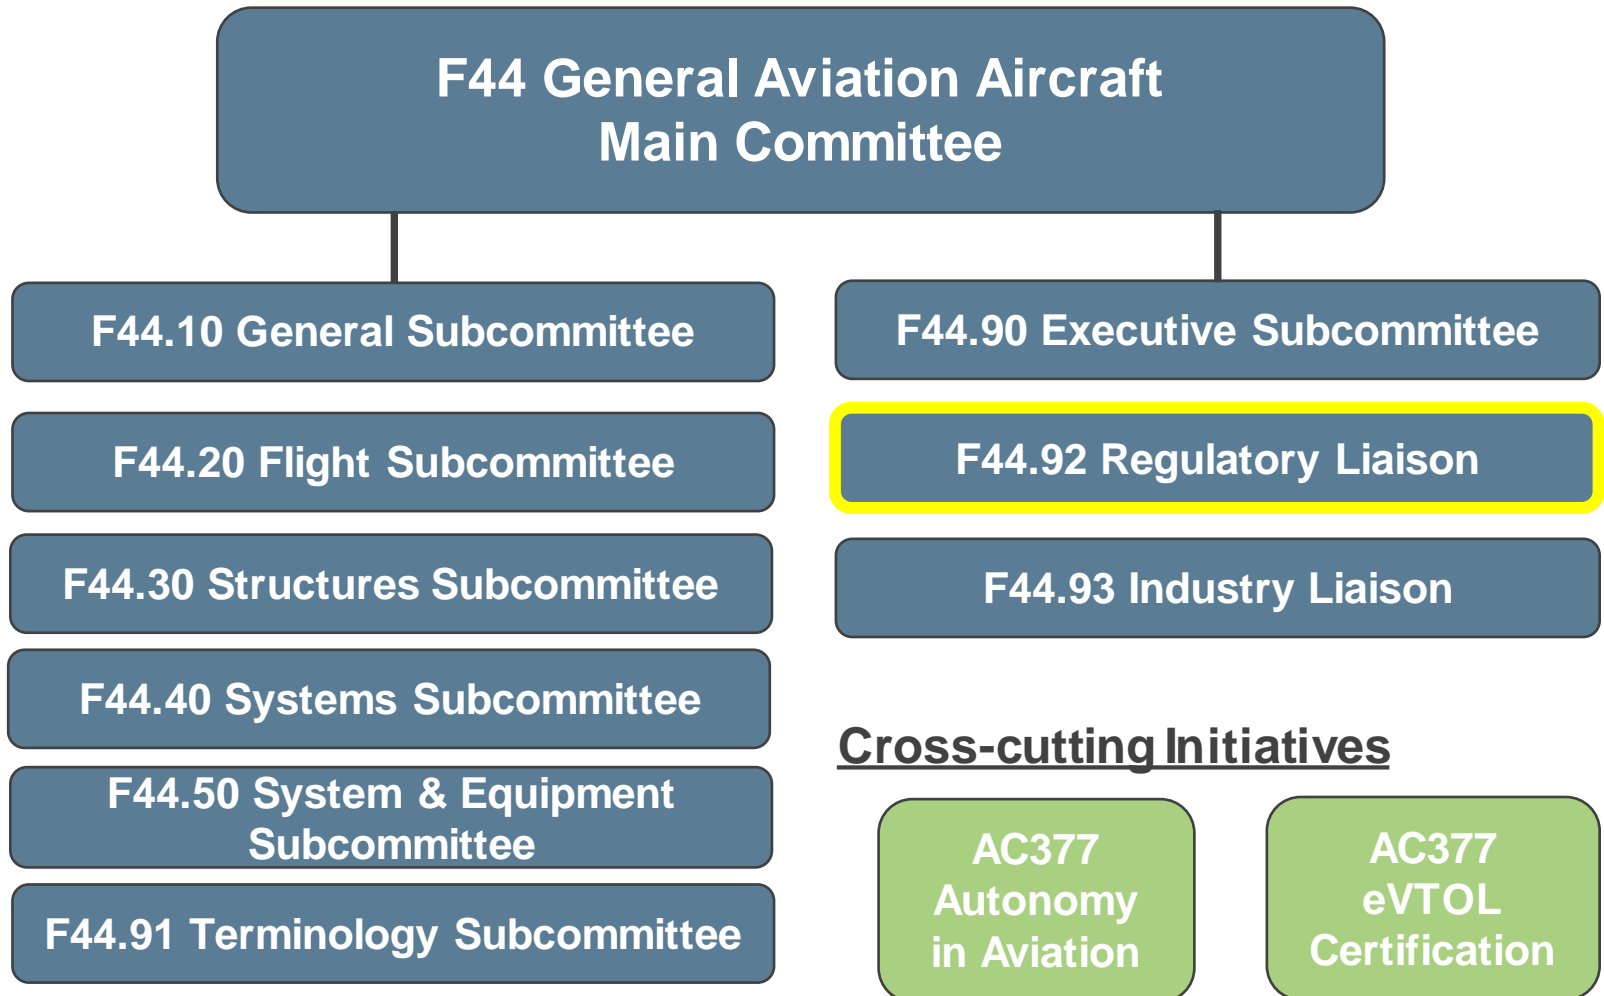 F44 General Aviation Aircraft
Main Committee
F44.10 General Subcommittee
F44.20 Flight Subcommittee
F44.30 Structures Subcommittee
F44.40 Systems Subcommittee
F44.50 System & Equipment
Subcommittee
F44.91 Terminology Subcommittee
F44.90 Executive Subcommittee
F44.92 Regulatory Liaison
F44.93 Industry Liaison
Cross-cutting Initiatives
AC377
Autonomy
in Aviation
AC377
eVTOL
Certification